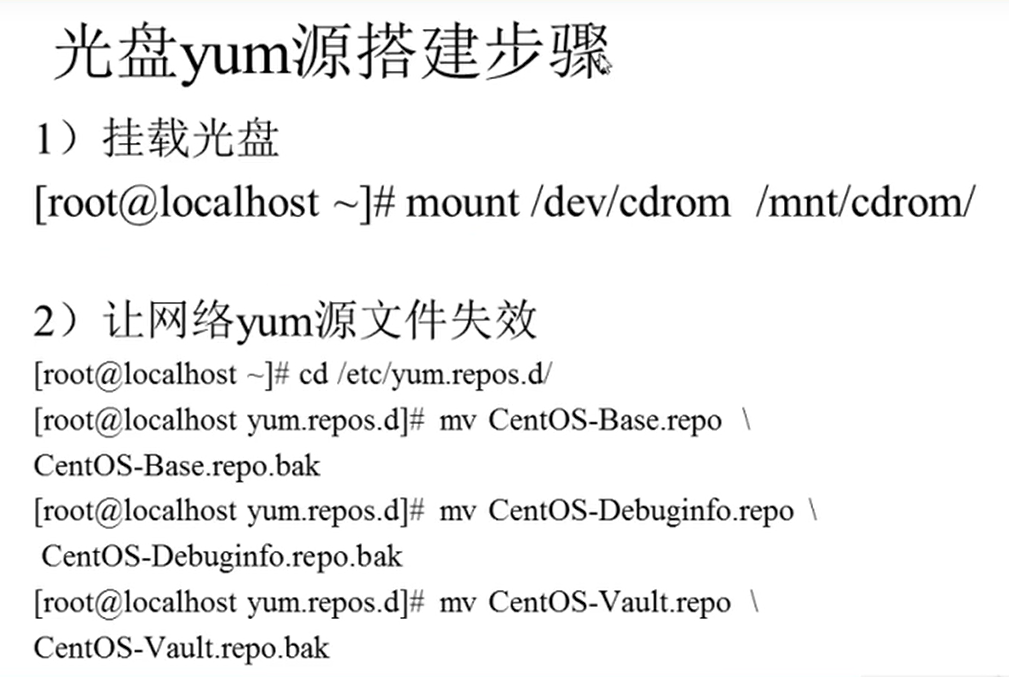 光盘yum源搭建步骤
1）挂载光盘
[root@localhost ~]# mount /dev/cdrom /mnt/cdrom/
2）让网络yum源文件失效
[root@localhost ~]# cd /etc/yum.repos.d/
[root@localhost yum.repos.d]# mv CentOS-Base.repo \
CentOS-Base.repo.bak
[root@localhost yum.repos.d]# mv CentOS-Debuginfo.repo \
CentOS-Debuginfo.repo.bak
[root@localhost yum.repos.d]# mv CentOS-Vault.repo \
CentOS-Vault.repo.bak